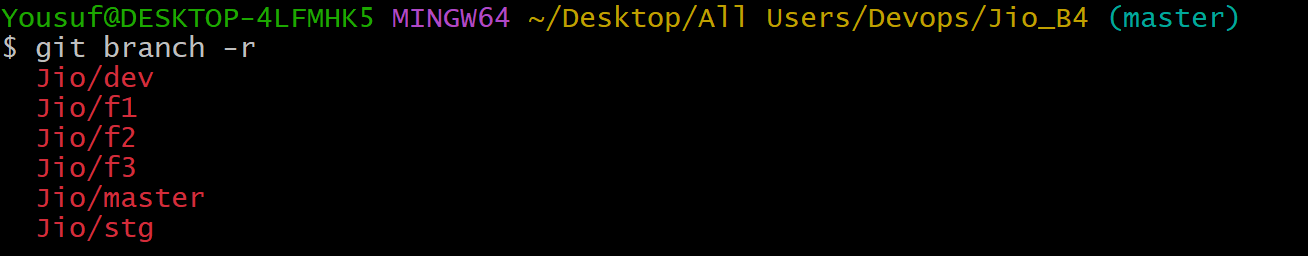 Yousuf@DESKTOP-4LFMHK5 MINGW64 ~/Desktop/All Users/Devops/Jio_B4 (master)
$ git branch -r
  Jio/dev
  Jio/f1
  Jio/f2
  Jio/f3
  Jio/master
  Jio/stg